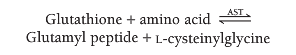 Glutathione + amino acid ⇌ AST
Glutamyl peptide + L-cysteinylglycine